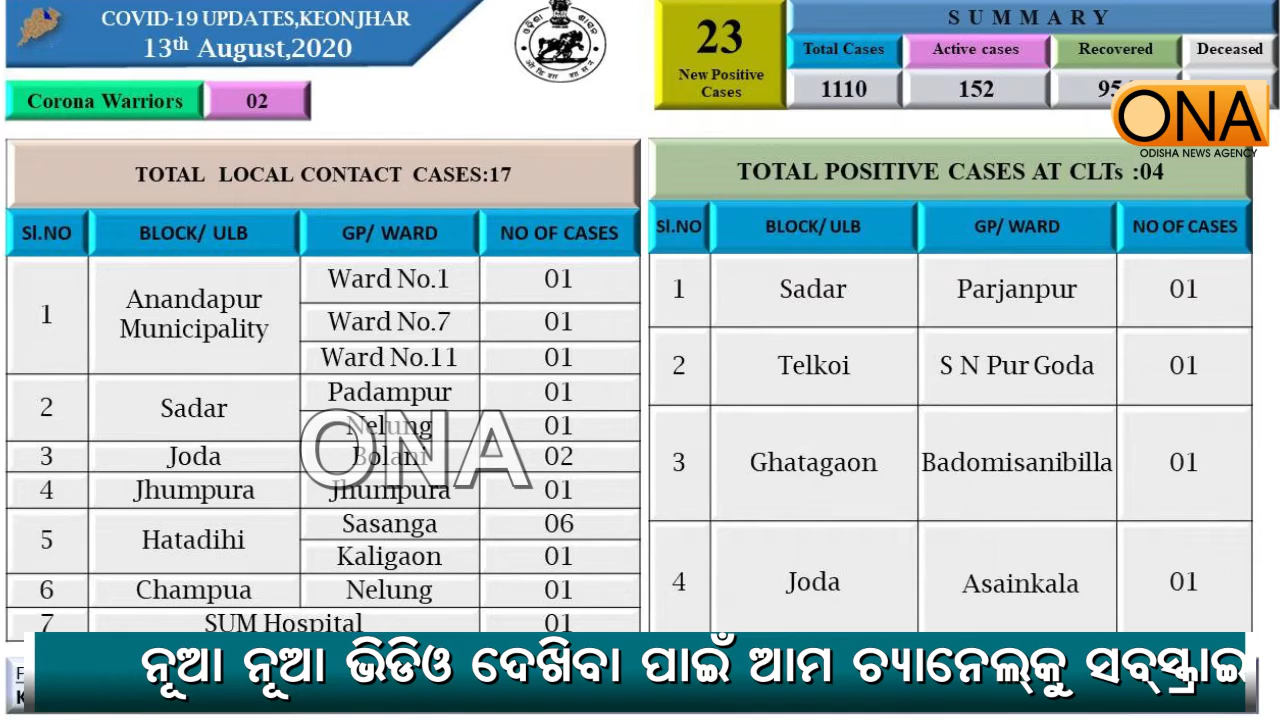 COVID-19 UPDATES,KEONJHAR
13th August,2020
Corona Warriors 02
23
New Positive
Cases
SUMMARY
Total Cases Active cases Recovered Deceased
1110 152
ONA
ODISHA NEWS AGENCY
TOTAL LOCAL CONTACT CASES:17
Sl.NO BLOCK/ ULB GP/ WARD NO OF CASES
1 Anandapur Municipality Ward No.1 01
Ward No.7 01
Ward No.11 01
2 Sadar Padampur 01
Nelung 01
3 Joda Bolani 02
4 Jhumpura Jhumpura 01
5 Hatadihi Sasanga 06
Kaligaon 01
6 Champua Nelung 01
7 SUM Hospital 01
ONA
TOTAL POSITIVE CASES AT CLTs :04
Sl.NO BLOCK/ ULB GP/ WARD NO OF CASES
1 Sadar Parjanpur 01
2 Telkoi S N Pur Goda 01
3 Ghatagaon Badomisanibilla 01
4 Joda Asainkala 01
ନୂଆ ନୂଆ ଭିଡିଓ ଦେଖିବା ପାଇଁ ଆମ ଚ୍ୟାନେଲ୍‌କୁ ସବ୍‌ସ୍କ୍ରାଇ